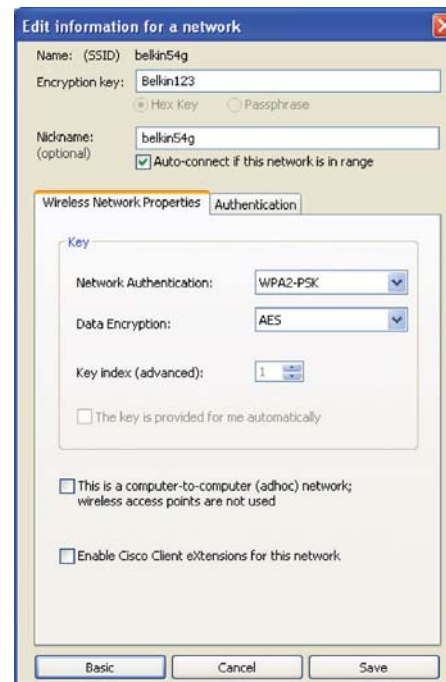 Edit information for a network
Name: (SSID) belkin54g
Encryption key: Belkin123
Hex Key Passphrase
Nickname: (optional) belkin54g
Auto-connect if this network is in range
Wireless Network Properties Authentication
Key
Network Authentication: WPA2-PSK
Data Encryption: AES
Key index (advanced): 1
The key is provided for me automatically
This is a computer-to-computer (adhoc) network;
wireless access points are not used
Enable Cisco Client eXtensions for this network
Basic Cancel Save